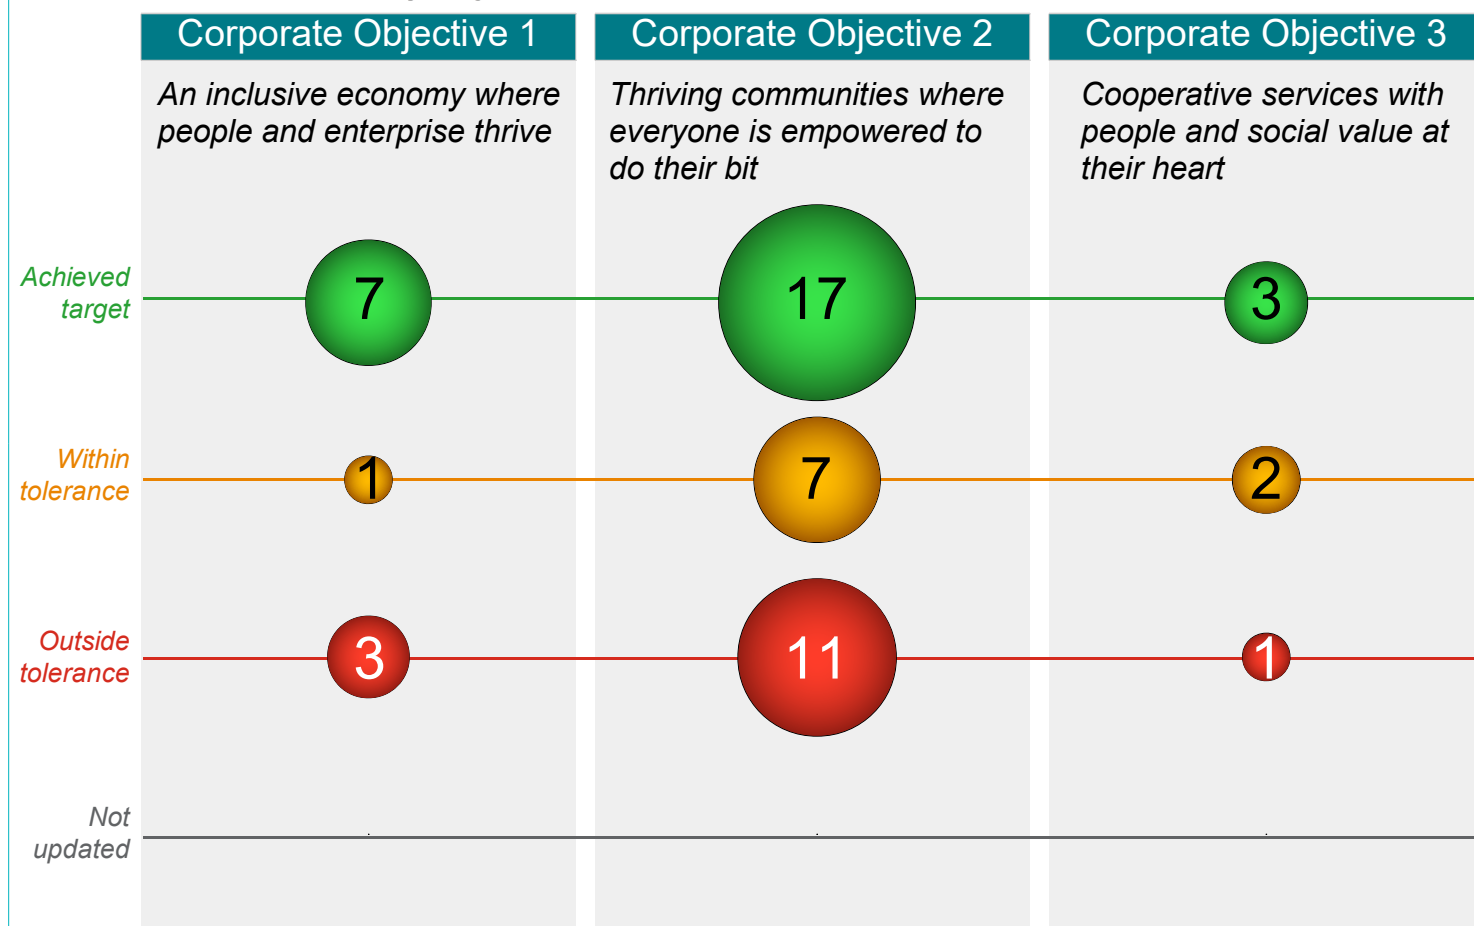 Corporate Objective 1
Corporate Objective 2
Corporate Objective 3
An inclusive economy where
people and enterprise thrive
Thriving communities where
everyone is empowered to
do their bit
Cooperative services with
people and social value at
their heart
Achieved
target
7
17
3
Within
tolerance
1
7
2
Outside
tolerance
3
11
1
Not
updated